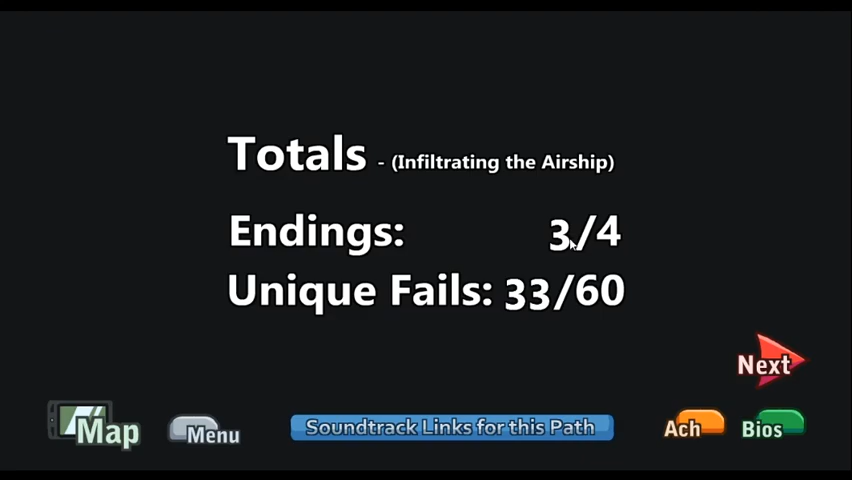 Totals - (Infiltrating the Airship)
Endings: 3/4
Unique Fails: 33/60
Next
Map
Menu
Soundtrack Links for this Path
Ach
Bios